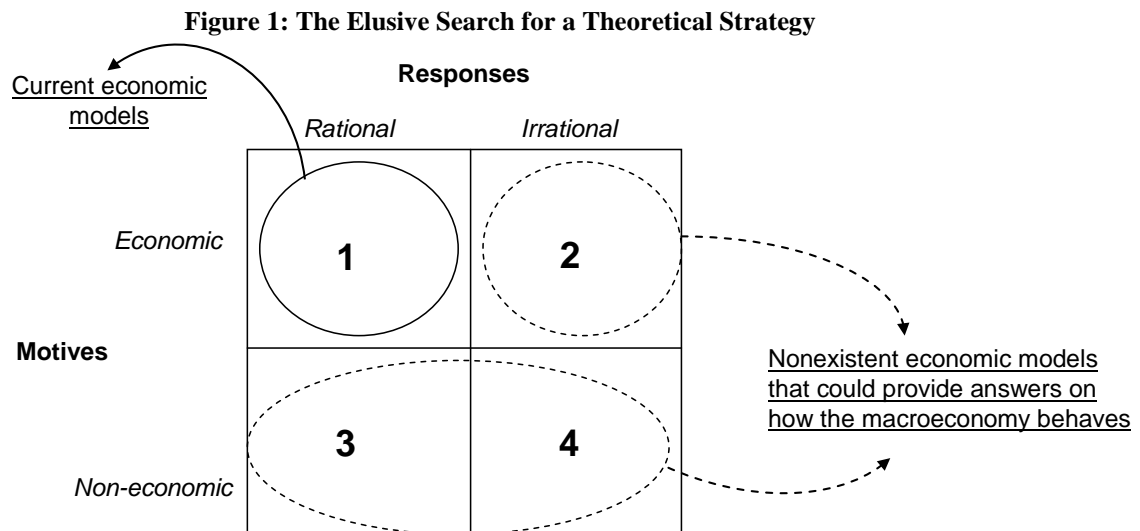 Figure 1: The Elusive Search for a Theoretical Strategy
Responses
Current economic
models
Rational
Irrational
Economic
1
2
Motives
Nonexistent economic models
that could provide answers on
how the macroeconomy behaves
3
4
Non-economic